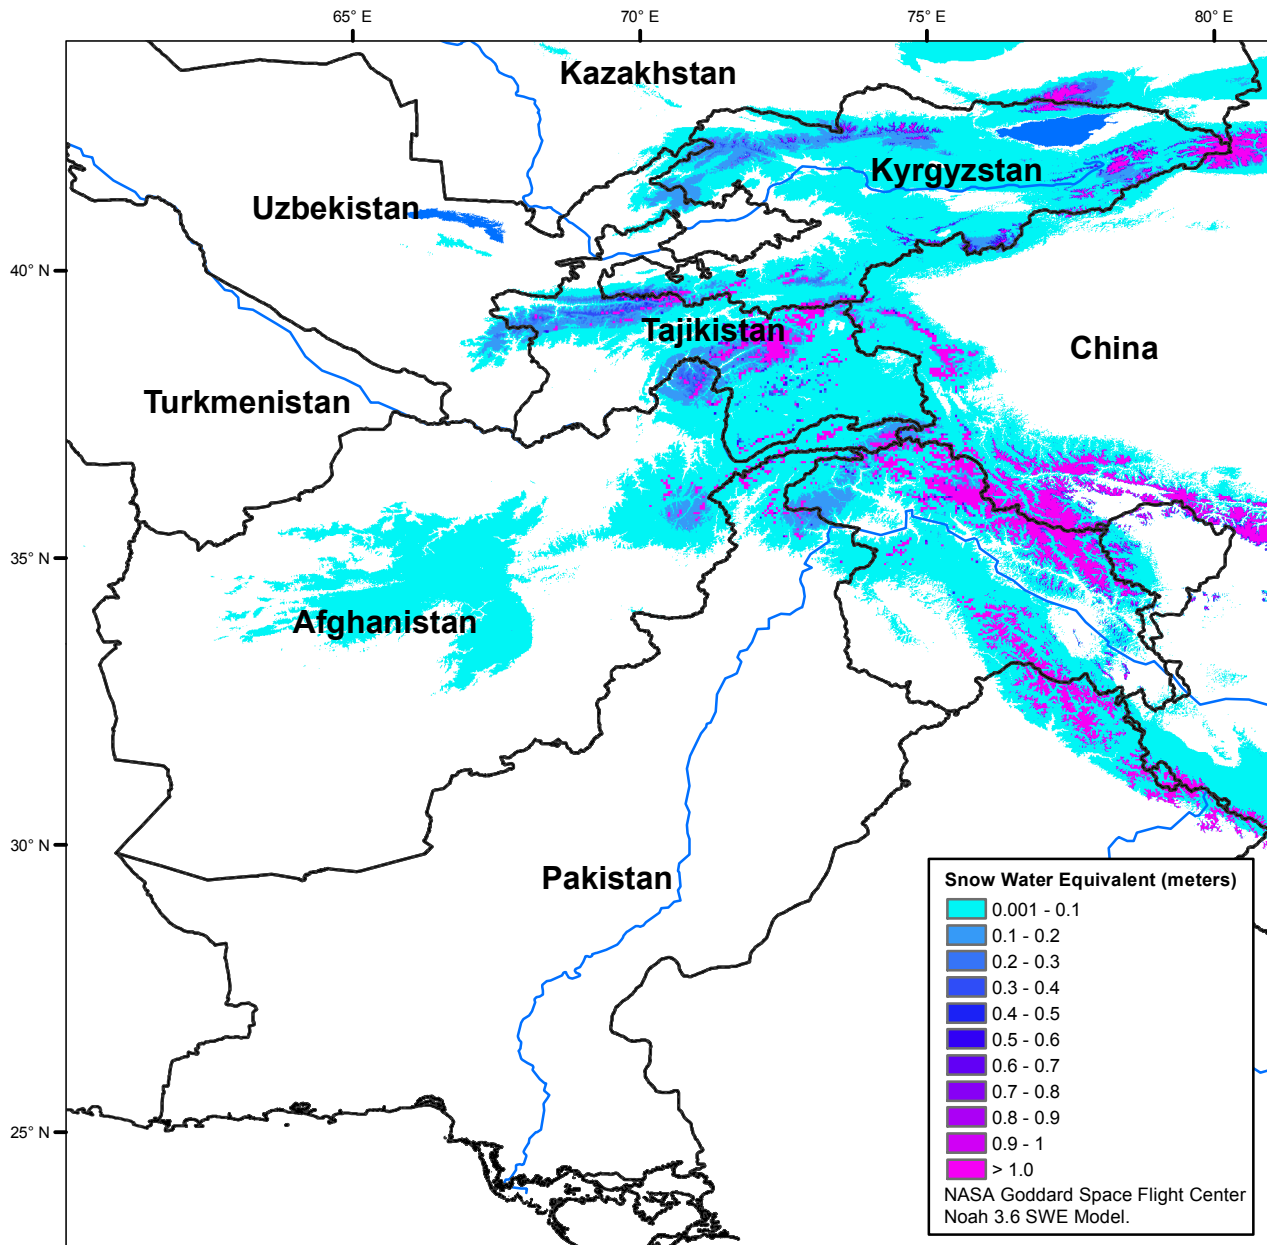 65° E
70° E
75° E
80° E
Kazakhstan
Kyrgyzstan
Uzbekistan
40° N
Tajikistan
China
Turkmenistan
35° N
Afghanistan
30° N
Pakistan
25° N
Snow Water Equivalent (meters)
0.001 - 0.1
0.1 - 0.2
0.2 - 0.3
0.3 - 0.4
0.4 - 0.5
0.5 - 0.6
0.6 - 0.7
0.7 - 0.8
0.8 - 0.9
0.9 - 1
> 1.0
NASA Goddard Space Flight Center
Noah 3.6 SWE Model.